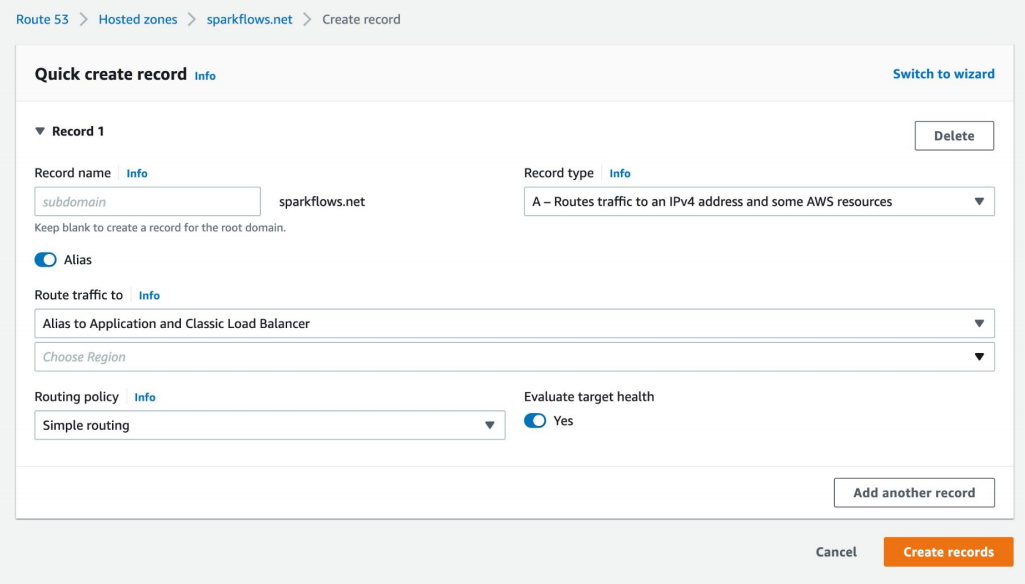 Route 53 > Hosted zones > sparkflows.net > Create record
Quick create record Info
Switch to wizard
▼ Record 1
Delete
Record name Info
Record type Info
subdomain
sparkflows.net
A – Routes traffic to an IPv4 address and some AWS resources
Keep blank to create a record for the root domain.
Alias
Route traffic to Info
Alias to Application and Classic Load Balancer
Choose Region
Routing policy Info
Evaluate target health
Simple routing
Yes
Add another record
Cancel
Create records